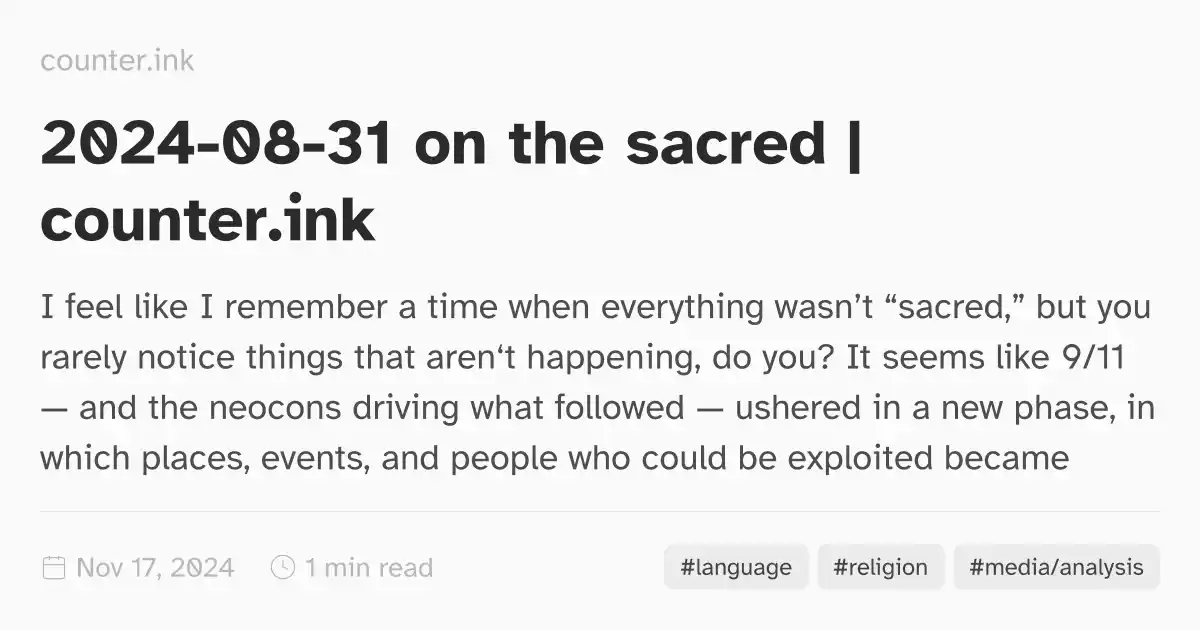 counter.ink
2024-08-31 on the sacred |
counter.ink
I feel like I remember a time when everything wasn’t “sacred,” but you
rarely notice things that aren‘t happening, do you? It seems like 9/11
— and the neocons driving what followed — ushered in a new phase, in
which places, events, and people who could be exploited became
Nov 17, 2024 1 min read #language #religion #media/analysis